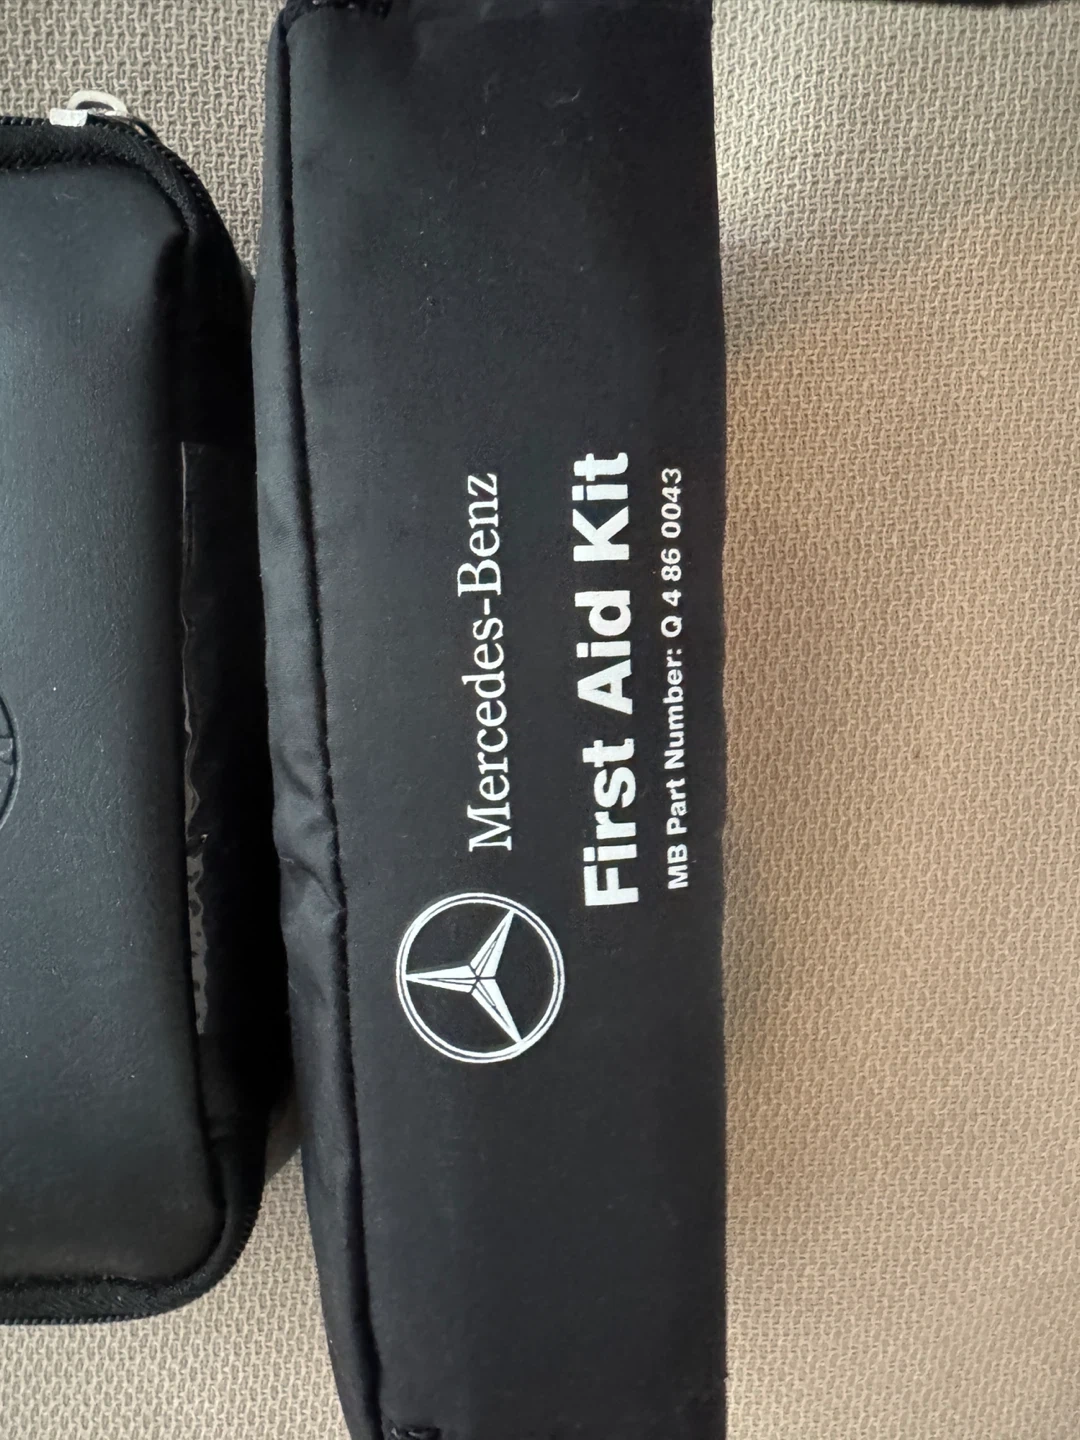 Mercedes-Benz
First Aid Kit
MB Part Number: Q 4 86 0043